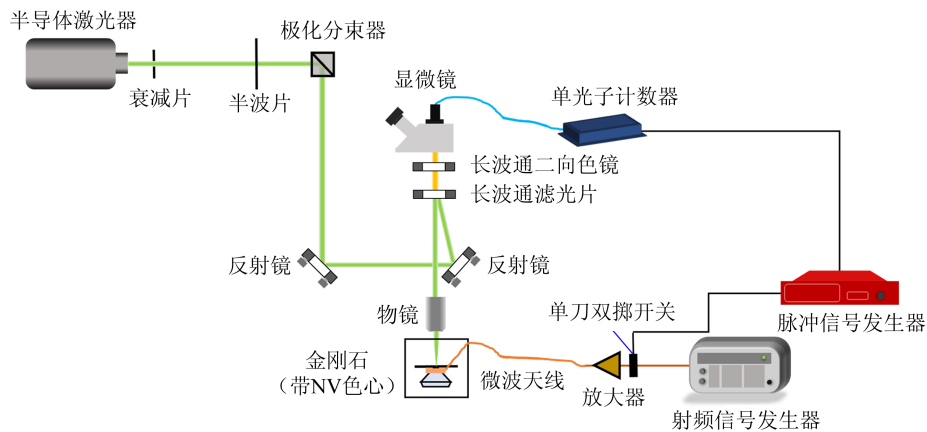 半导体激光器
极化分束器
衰减片
半波片
显微镜
单光子计数器
长波通二向色镜
长波通滤光片
反射镜
反射镜
物镜
单刀双掷开关
脉冲信号发生器
金刚石
（带NV色心）
微波天线
放大器
射频信号发生器